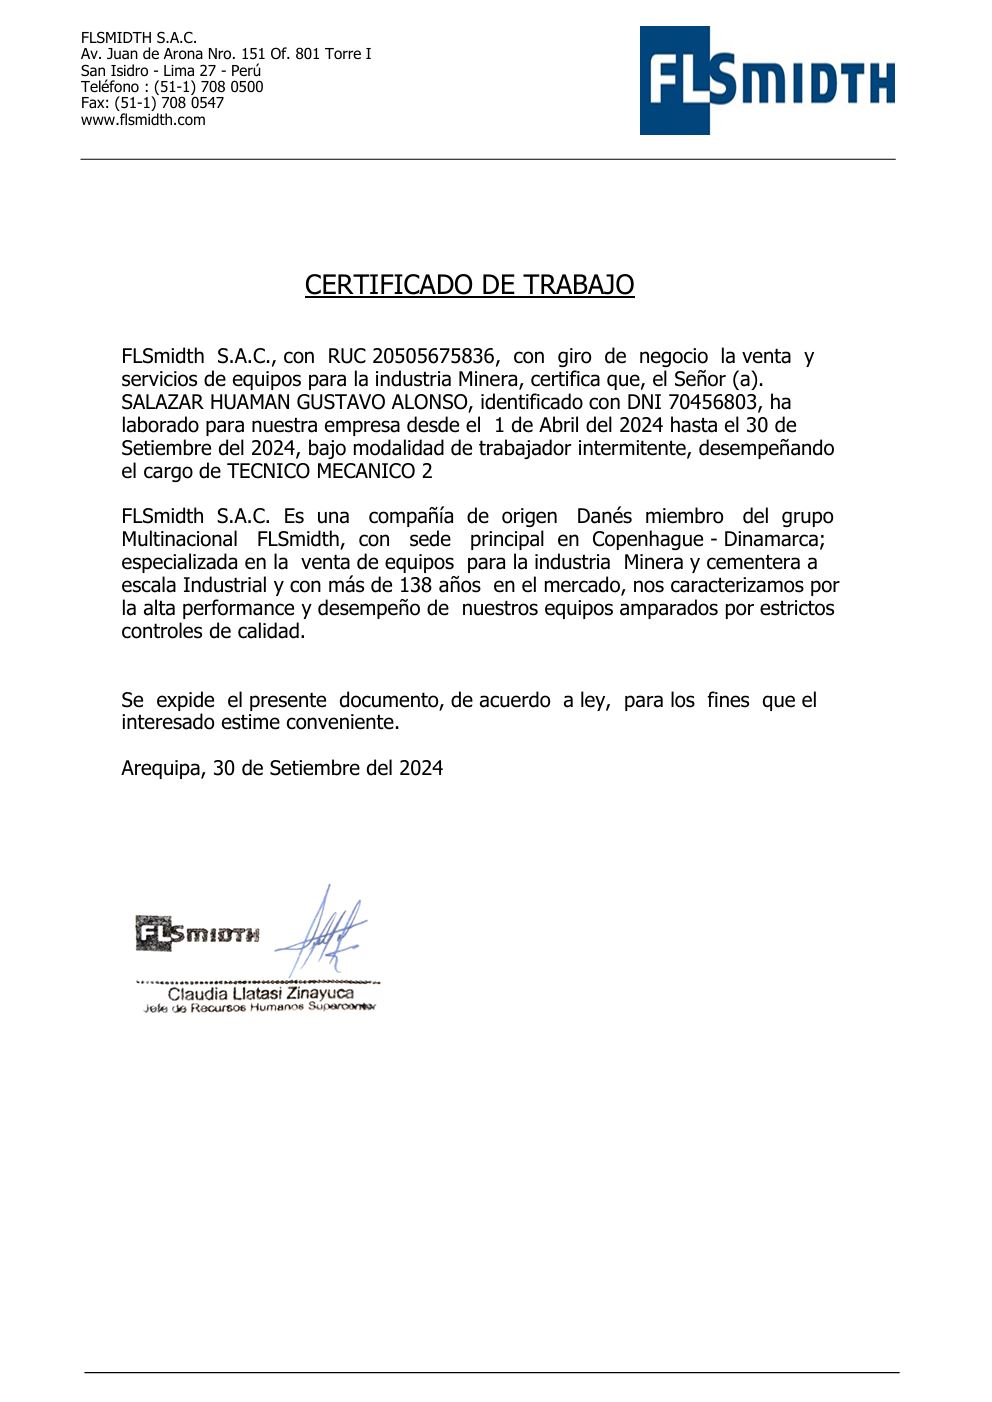 FLSMIDTH S.A.C.
Av. Juan de Arona Nro. 151 Of. 801 Torre I
San Isidro - Lima 27 - Perú
Teléfono : (51-1) 708 0500
Fax: (51-1) 708 0547
www.flsmidth.com
FLSMIDTH
CERTIFICADO DE TRABAJO
FLSmidth S.A.C., con RUC 20505675836, con giro de negocio la venta y
servicios de equipos para la industria Minera, certifica que, el Señor (a).
SALAZAR HUAMAN GUSTAVO ALONSO, identificado con DNI 70456803, ha
laborado para nuestra empresa desde el 1 de Abril del 2024 hasta el 30 de
Setiembre del 2024, bajo modalidad de trabajador intermitente, desempeñando
el cargo de TECNICO MECANICO 2
FLSmidth S.A.C. Es una compañía de origen Danés miembro del grupo
Multinacional FLSmidth, con sede principal en Copenhague - Dinamarca;
especializada en la venta de equipos para la industria Minera y cementera a
escala Industrial y con más de 138 años en el mercado, nos caracterizamos por
la alta performance y desempeño de nuestros equipos amparados por estrictos
controles de calidad.
Se expide el presente documento, de acuerdo a ley, para los fines que el
interesado estime conveniente.
Arequipa, 30 de Setiembre del 2024
FLSMIDTH
Claudia Llatasi Zinayuca
Jefe de Recursos Humanos Supercenter